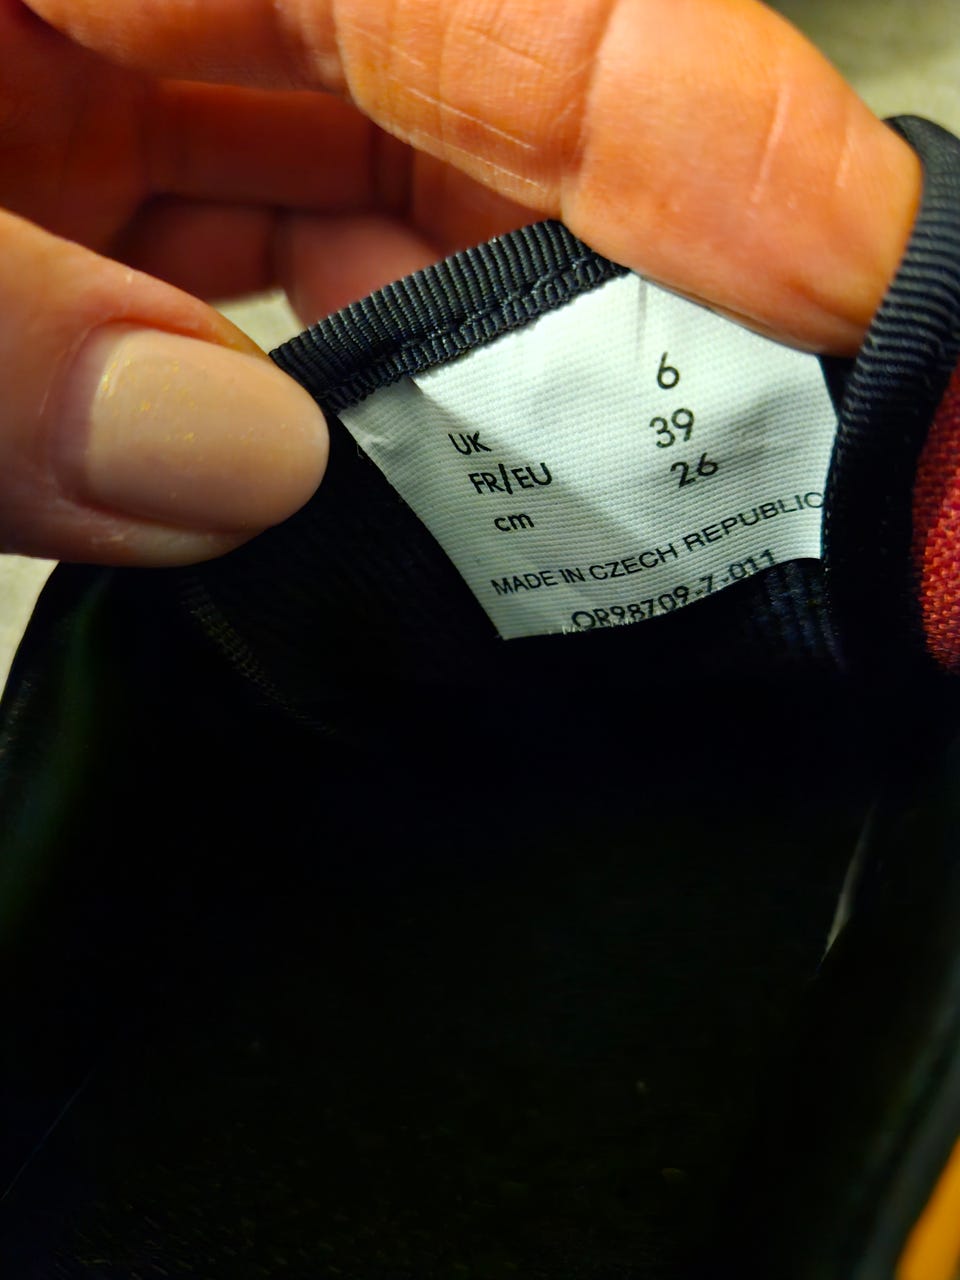 UK 6
FR/EU 39
cm 26
MADE IN CZECH REPUBLIC
OR98709-7-011